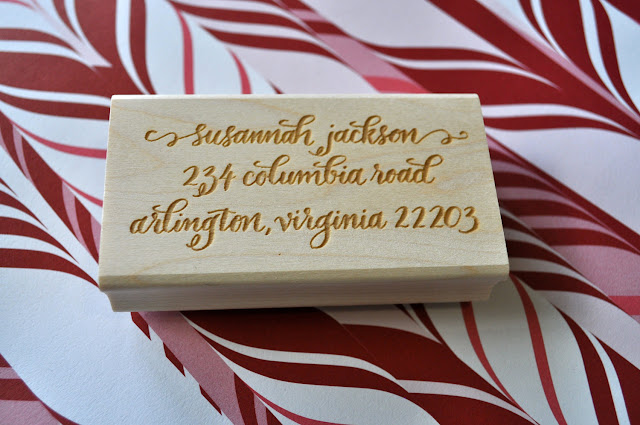 susannah jackson
234 columbia road
arlington, virginia 22203